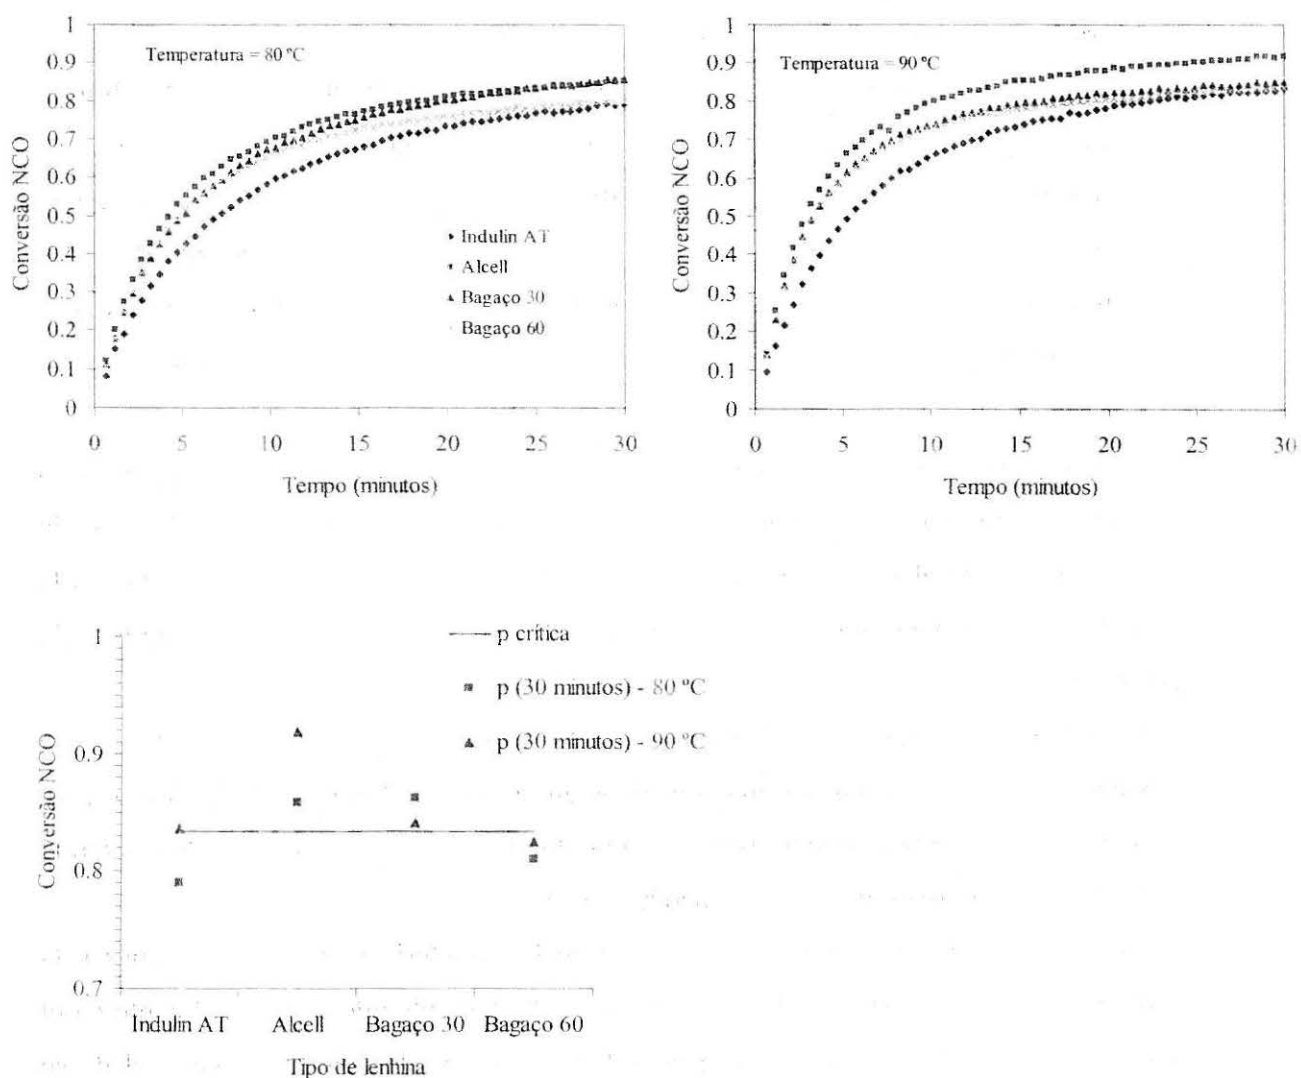 1
0.9
0.8
0.7
0.6
0.5
0.4
0.3
0.2
0.1
0
Conversão NCO
Temperatura = 80 ºC
Indulin AT
Alcell
Bagaço 30
Bagaço 60
0 5 10 15 20 25 30
Tempo (minutos)
1
0.9
0.8
0.7
0.6
0.5
0.4
0.3
0.2
0.1
0
Conversão NCO
Temperatura = 90 ºC
0 5 10 15 20 25 30
Tempo (minutos)
1
0.9
0.8
0.7
Conversão NCO
p crítica
p (30 minutos) - 80 ºC
p (30 minutos) - 90 ºC
Indulin AT Alcell Bagaço 30 Bagaço 60
Tipo de lenhina